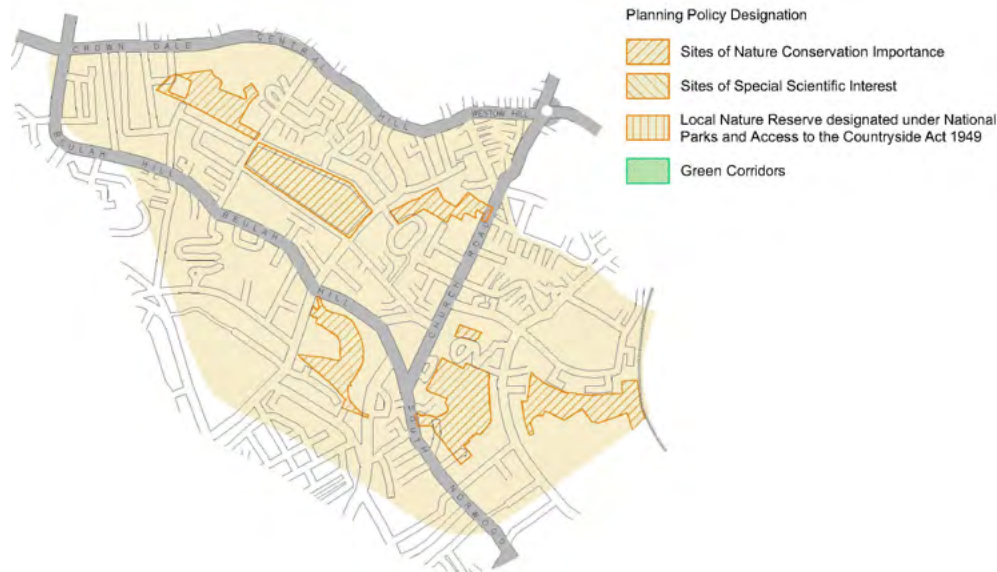 Planning Policy Designation
Sites of Nature Conservation Importance
Sites of Special Scientific Interest
Local Nature Reserve designated under National
Parks and Access to the Countryside Act 1949
Green Corridors
CROWN DALE
CENTRAL HILL
WESTOW HILL
BEULAH HILL
BEULAH HILL
CHURCH ROAD
SOUTH NORWOOD